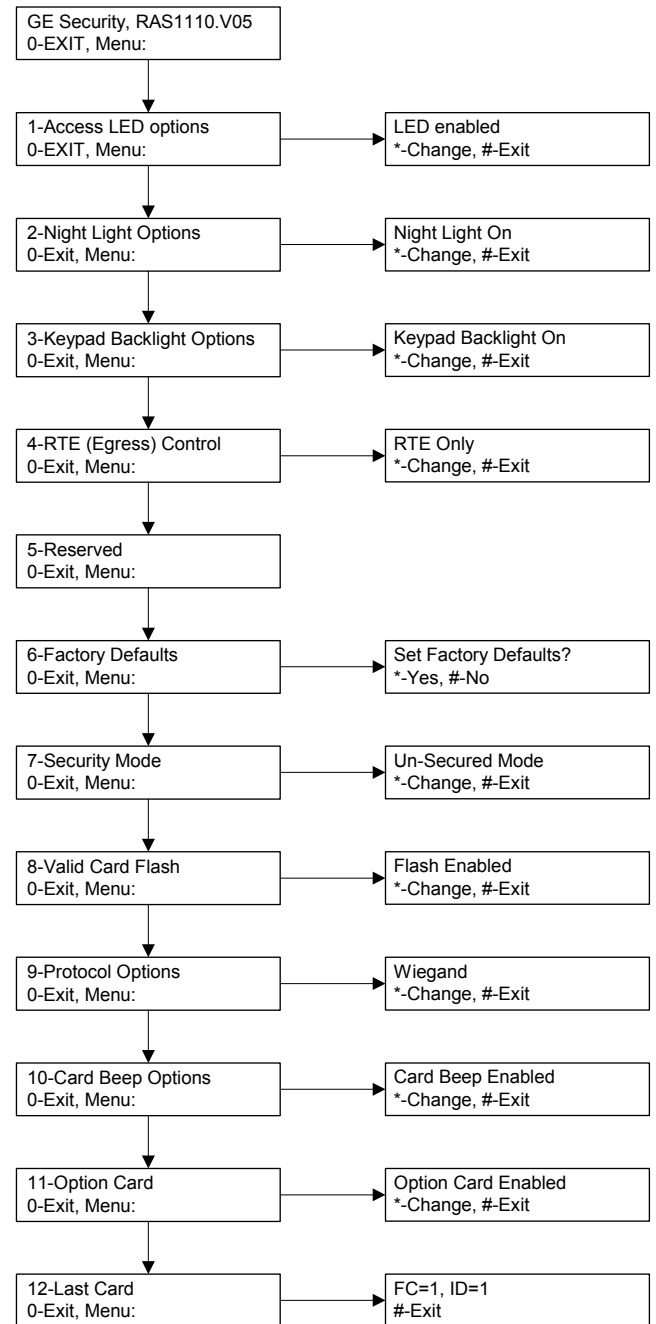 GE Security, RAS1110.V05
0-EXIT, Menu:
1-Access LED options
0-EXIT, Menu:
LED enabled
*-Change, #-Exit
2-Night Light Options
0-Exit, Menu:
Night Light On
*-Change, #-Exit
3-Keypad Backlight Options
0-Exit, Menu:
Keypad Backlight On
*-Change, #-Exit
4-RTE (Egress) Control
0-Exit, Menu:
RTE Only
*-Change, #-Exit
5-Reserved
0-Exit, Menu:
6-Factory Defaults
0-Exit, Menu:
Set Factory Defaults?
*-Yes, #-No
7-Security Mode
0-Exit, Menu:
Un-Secured Mode
*-Change, #-Exit
8-Valid Card Flash
0-Exit, Menu:
Flash Enabled
*-Change, #-Exit
9-Protocol Options
0-Exit, Menu:
Wiegand
*-Change, #-Exit
10-Card Beep Options
0-Exit, Menu:
Card Beep Enabled
*-Change, #-Exit
11-Option Card
0-Exit, Menu:
Option Card Enabled
*-Change, #-Exit
12-Last Card
0-Exit, Menu:
FC=1, ID=1
#-Exit